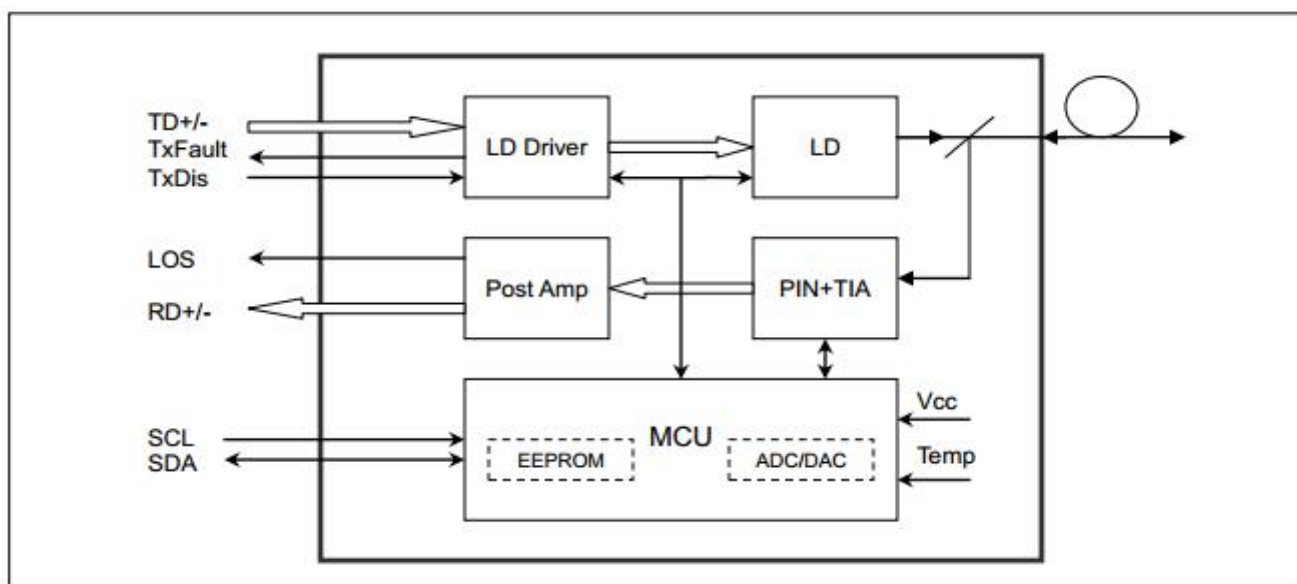 TD+/-
TxFault
TxDis
LD Driver
LD
LOS
RD+/-
Post Amp
PIN+TIA
SCL
SDA
MCU
EEPROM
ADC/DAC
Vcc
Temp